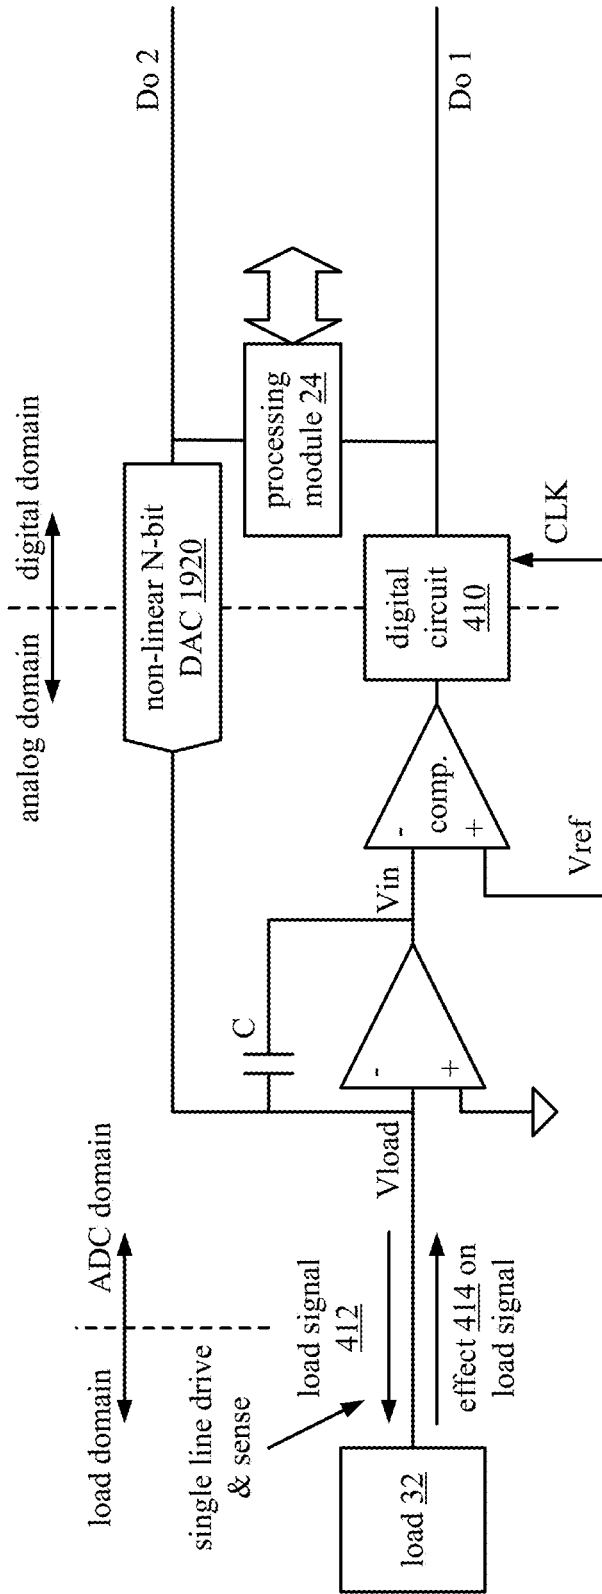 load domain
ADC domain
analog domain
digital domain
single line drive
& sense
load signal
412
effect 414 on
load signal
load 32
Vload
C
-
+
Vin
Vref
-
comp.
+
non-linear N-bit
DAC 1920
digital
circuit
410
CLK
processing
module 24
Do 2
Do 1